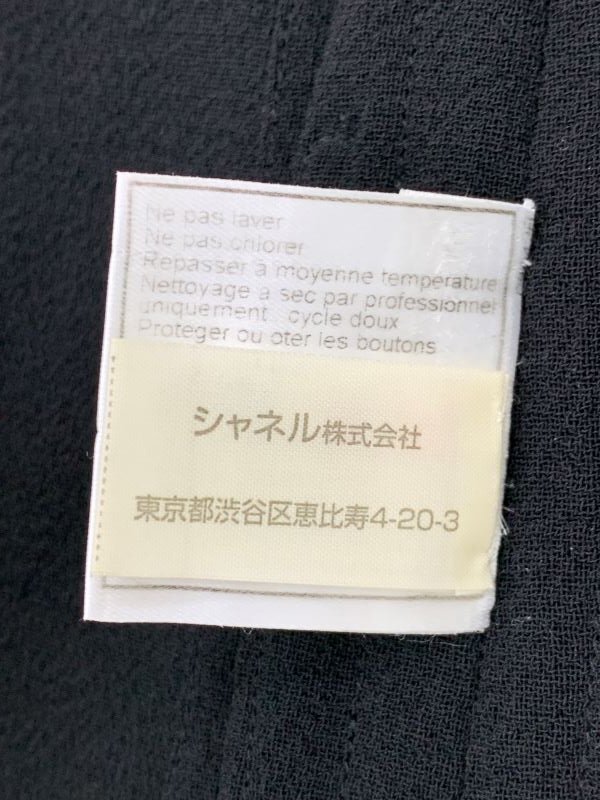 Ne pas laver
Ne pas chlorer
Repasser a moyenne temperature
Nettoyage a sec par professionnel
uniquement cycle doux
Proteger ou oter les boutons
シャネル株式会社
東京都渋谷区恵比寿4-20-3